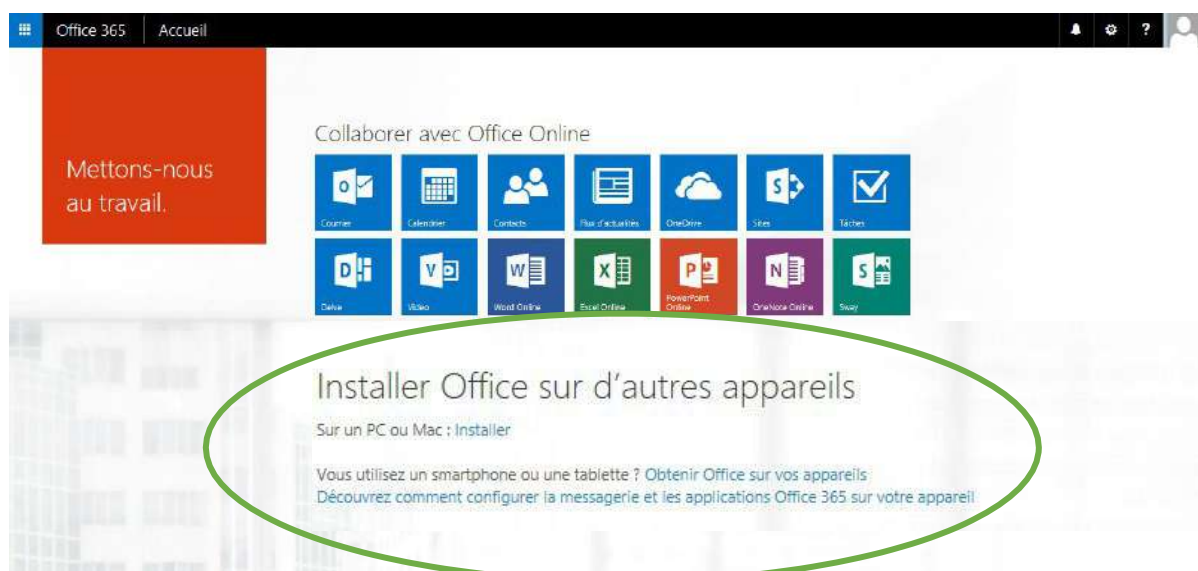 Office 365 Accueil ?
Mettons-nous
au travail.
Collaborer avec Office Online
Courrier Calendrier Contacts Flux d'actualités OneDrive Sites Tâches
Delve Vidéo Word Online Excel Online PowerPoint Online OneNote Online Sway
Installer Office sur d'autres appareils
Sur un PC ou Mac : Installer
Vous utilisez un smartphone ou une tablette ? Obtenir Office sur vos appareils
Découvrez comment configurer la messagerie et les applications Office 365 sur votre appareil